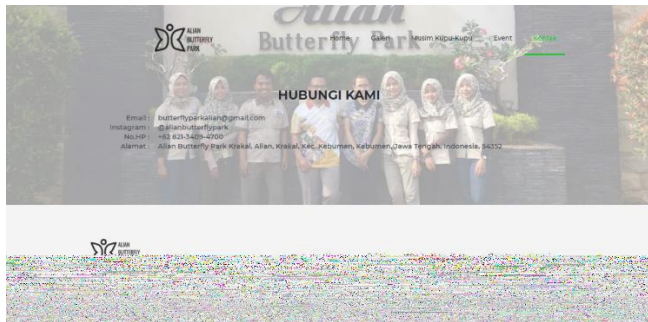 Alian
Butterfly Park
ALIAN
BUTTERFLY
PARK
Home Galeri Musim Kupu-Kupu Event Kontak
HUBUNGI KAMI
Email : butterflyparkalian@gmail.com
Instagram : @alianbutterflypark
No.HP : +62 821-3409-4700
Alamat : Alian Butterfly Park Krakal, Alian, Krakal, Kec. Kebuman, Kebumen, Jawa Tengah, Indonesia, 54352
ALIAN
BUTTERFLY